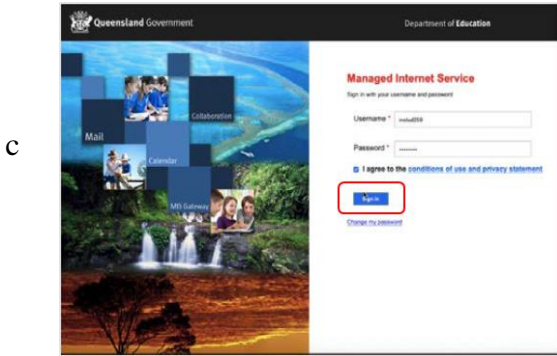 Queensland Government
Department of Education
Managed Internet Service
Sign in with your username and password
Username *
Password * ••••••••
I agree to the conditions of use and privacy statement
Sign in
Change my password
Collaboration
Mail
Calendar
MIS Gateway
c